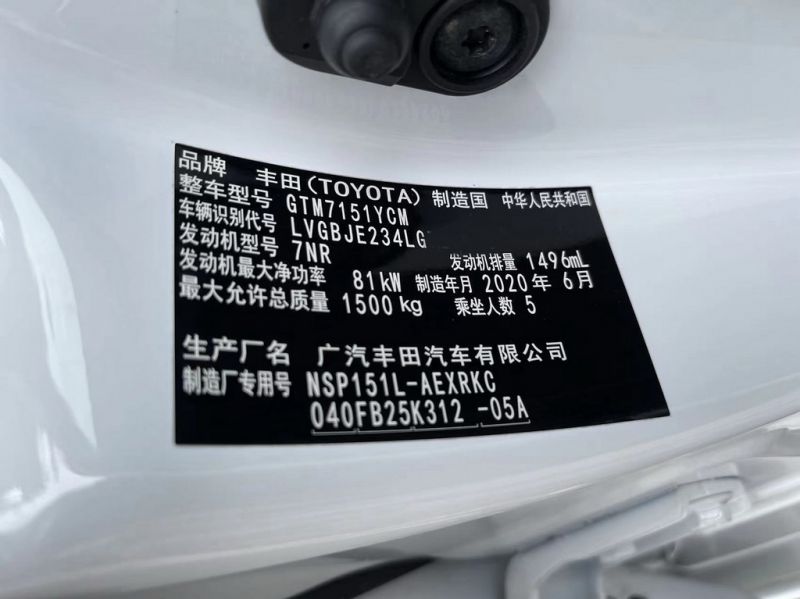 品牌 丰田(TOYOTA) 制造国 中华人民共和国
整车型号 GTM7151YCM
车辆识别代号 LVGBJE234LG
发动机型号 7NR 发动机排量 1496mL
发动机最大净功率 81kW 制造年月 2020年 6月
最大允许总质量 1500kg 乘坐人数 5
生产厂名 广汽丰田汽车有限公司
制造厂专用号 NSP151L-AEXRKC
040FB25K312 -05A